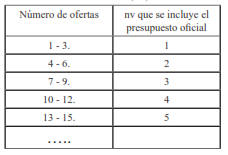 Número de ofertas nv que se incluye el
presupuesto oficial
1 - 3. 1
4 - 6. 2
7 - 9. 3
10 - 12. 4
13 - 15. 5
.....